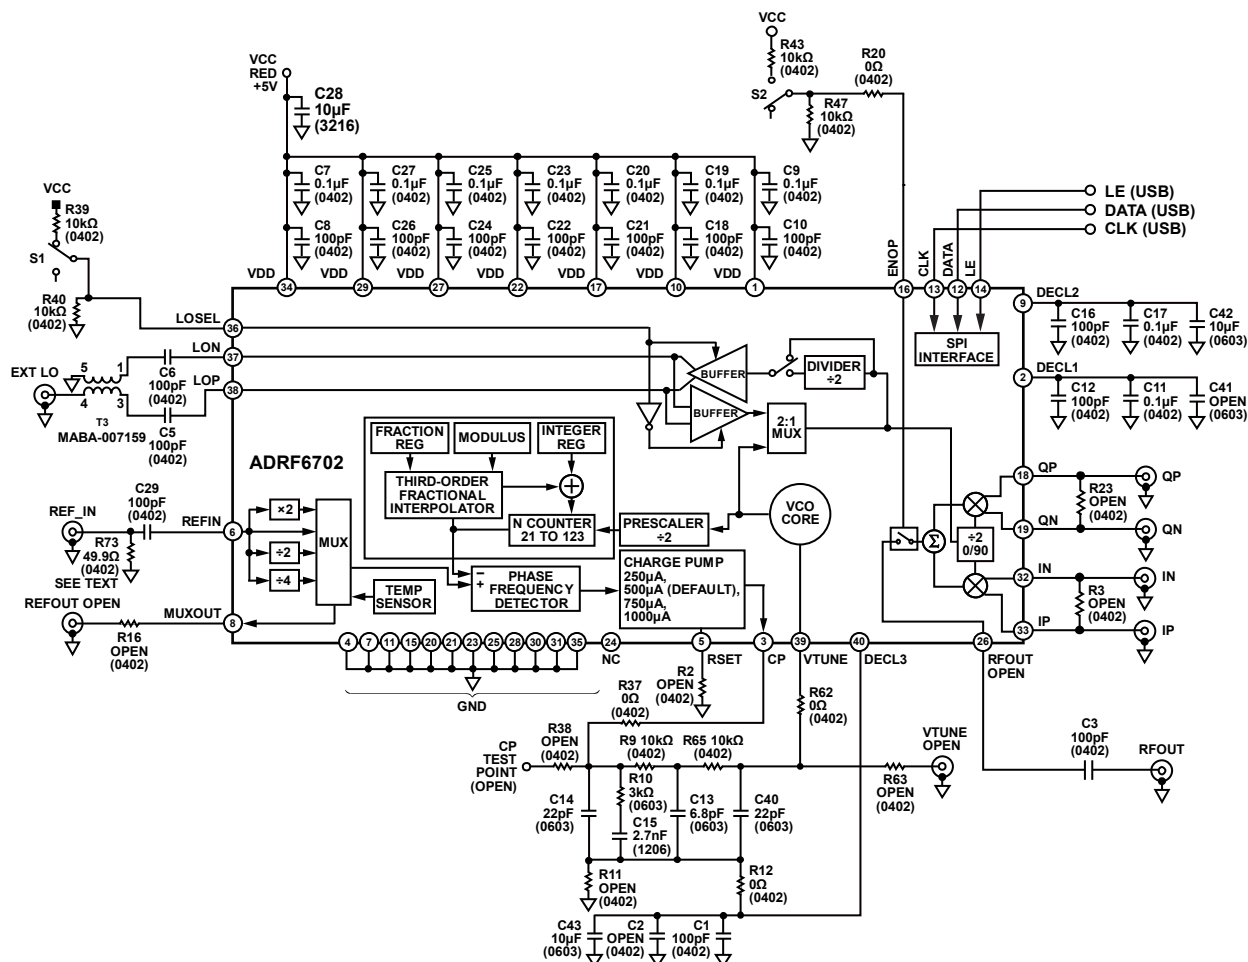 VCC
R43
10kΩ
(0402)
R20
0Ω
(0402)
S2
R47
10kΩ
(0402)
VCC
RED
+5V
C28
10µF
(3216)
C7
0.1µF
(0402)
C27
0.1µF
(0402)
C25
0.1µF
(0402)
C23
0.1µF
(0402)
C20
0.1µF
(0402)
C19
0.1µF
(0402)
C9
0.1µF
(0402)
C8
100pF
(0402)
C26
100pF
(0402)
C24
100pF
(0402)
C22
100pF
(0402)
C21
100pF
(0402)
C18
100pF
(0402)
C10
100pF
(0402)
VCC
R39
10kΩ
(0402)
S1
R40
10kΩ
(0402)
LE (USB)
DATA (USB)
CLK (USB)
VDD
VDD
VDD
VDD
VDD
VDD
VDD
ENOP
CLK
DATA
LE
34
29
27
22
17
10
1
16
13
12
14
LOSEL
36
LON
37
LOP
38
EXT LO
5
1
4
3
C6
100pF
(0402)
T3
MABA-007159
C5
100pF
(0402)
BUFFER
BUFFER
DIVIDER
÷2
2:1
MUX
SPI
INTERFACE
9
DECL2
C16
100pF
(0402)
C17
0.1µF
(0402)
C42
10µF
(0603)
2
DECL1
C12
100pF
(0402)
C11
0.1µF
(0402)
C41
OPEN
(0603)
ADRF6702
FRACTION
REG
MODULUS
INTEGER
REG
THIRD-ORDER
FRACTIONAL
INTERPOLATOR
+
N COUNTER
21 TO 123
PRESCALER
÷2
VCO
CORE
18
QP
QP
R23
OPEN
(0402)
19
QN
QN
Σ
÷2
0/90
32
IN
IN
R3
OPEN
(0402)
33
IP
IP
C29
100pF
(0402)
REF_IN
REFIN
6
R73
49.9Ω
(0402)
SEE TEXT
×2
÷2
÷4
MUX
TEMP
SENSOR
−
+
PHASE
FREQUENCY
DETECTOR
CHARGE PUMP
250µA,
500µA (DEFAULT),
750µA,
1000µA
REFOUT OPEN
MUXOUT
8
R16
OPEN
(0402)
4
7
11
15
20
21
23
25
28
30
31
35
24
5
3
39
40
26
NC
RSET
CP
VTUNE
DECL3
RFOUT
OPEN
GND
R2
OPEN
(0402)
R37
0Ω
(0402)
R62
0Ω
(0402)
CP
TEST
POINT
(OPEN)
R38
OPEN
(0402)
R9 10kΩ
(0402)
R65 10kΩ
(0402)
VTUNE
OPEN
R63
OPEN
(0402)
C3
100pF
(0402)
RFOUT
C14
22pF
(0603)
R10
3kΩ
(0603)
C15
2.7nF
(1206)
C13
6.8pF
(0603)
C40
22pF
(0603)
R11
OPEN
(0402)
R12
0Ω
(0402)
C43
10µF
(0603)
C2
OPEN
(0402)
C1
100pF
(0402)